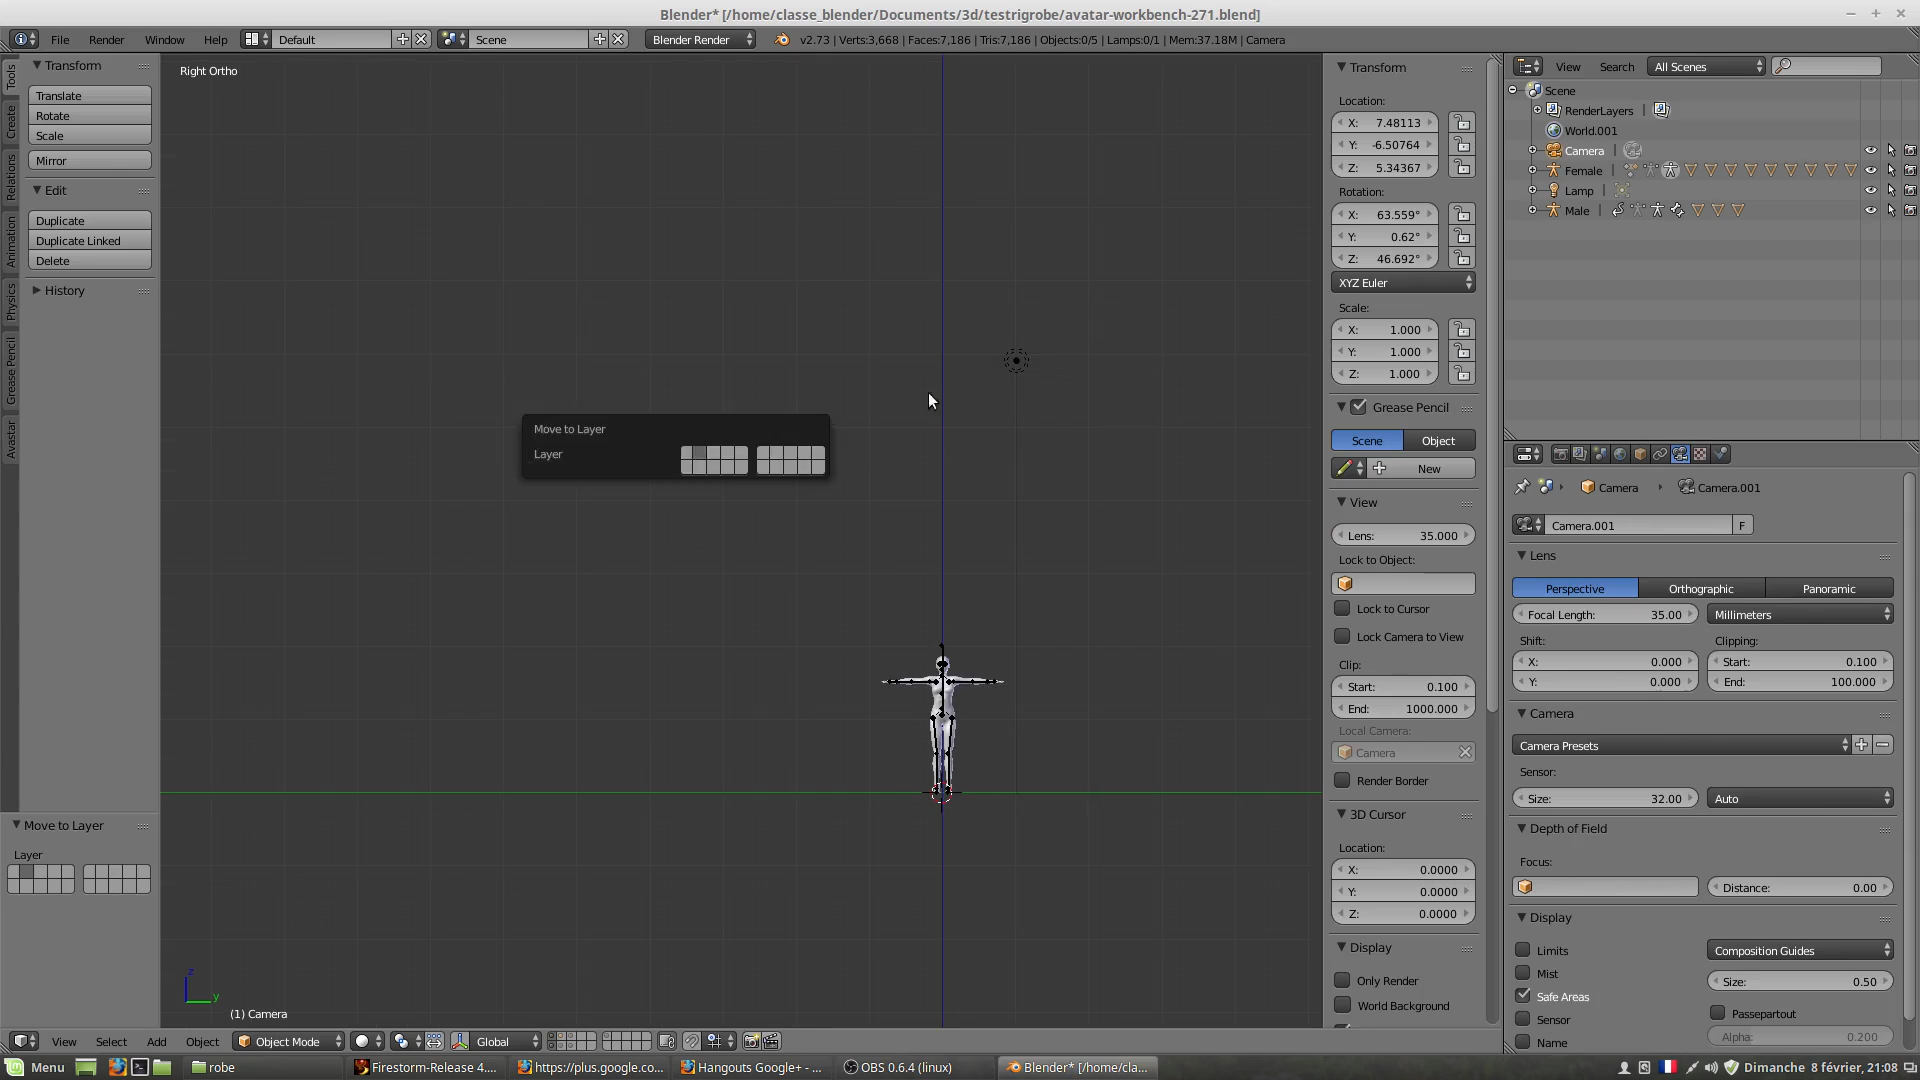 Blender* [/home/classe_blender/Documents/3d/testrigrobe/avatar-workbench-271.blend]
File Render Window Help Default Scene Blender Render v2.73 | Verts:3,668 | Faces:7,186 | Tris:7,186 | Objects:0/5 | Lamps:0/1 | Mem:37.18M | Camera
Tools
Create
Relations
Animation
Physics
Grease Pencil
Avastar
Transform
Translate
Rotate
Scale
Mirror
Edit
Duplicate
Duplicate Linked
Delete
History
Move to Layer
Layer
Right Ortho
Move to Layer
Layer
z
y
(1) Camera
Transform
Location:
X: 7.48113
Y: -6.50764
Z: 5.34367
Rotation:
X: 63.559°
Y: 0.62°
Z: 46.692°
XYZ Euler
Scale:
X: 1.000
Y: 1.000
Z: 1.000
Grease Pencil
Scene Object
New
View
Lens: 35.000
Lock to Object:
Lock to Cursor
Lock Camera to View
Clip:
Start: 0.100
End: 1000.000
Local Camera:
Camera
Render Border
3D Cursor
Location:
X: 0.0000
Y: 0.0000
Z: 0.0000
Display
Only Render
World Background
View Search All Scenes
Scene
RenderLayers |
World.001
Camera |
Female |
Lamp |
Male |
Camera Camera.001
Camera.001 F
Lens
Perspective Orthographic Panoramic
Focal Length: 35.00 Millimeters
Shift: Clipping:
X: 0.000 Start: 0.100
Y: 0.000 End: 100.000
Camera
Camera Presets
Sensor:
Size: 32.00 Auto
Depth of Field
Focus:
Distance: 0.00
Display
Limits Composition Guides
Mist Size: 0.50
Safe Areas
Sensor Passepartout
Name Alpha: 0.200
View Select Add Object Object Mode Global
Menu robe Firestorm-Release 4.... https://plus.google.co... Hangouts Google+ - ... OBS 0.6.4 (linux) Blender* [/home/cla... Dimanche 8 février, 21:08